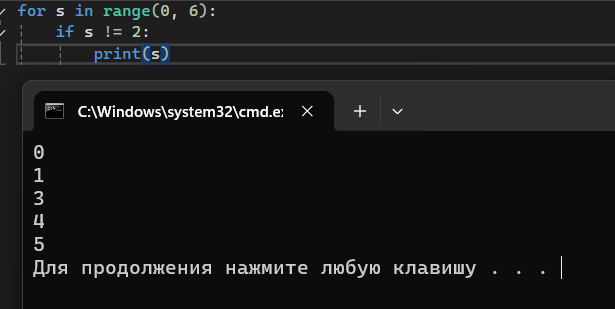 for s in range(0, 6):
    if s != 2:
        print(s)
C:\Windows\system32\cmd.ex
0
1
3
4
5
Для продолжения нажмите любую клавишу . . .